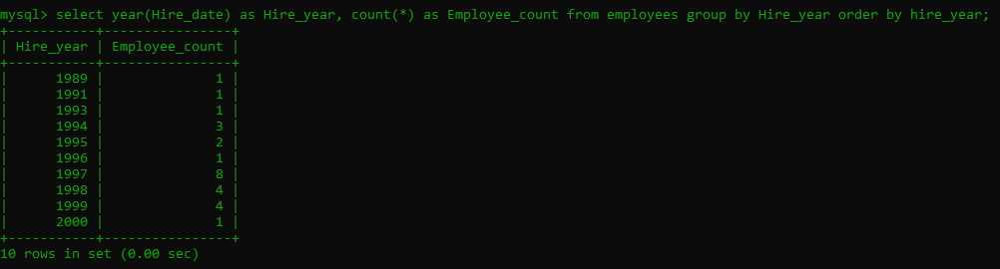 mysql> select year(Hire_date) as Hire_year, count(*) as Employee_count from employees group by Hire_year order by hire_year;
+-----------+----------------+
| Hire_year | Employee_count |
+-----------+----------------+
|      1989 |              1 |
|      1991 |              1 |
|      1993 |              1 |
|      1994 |              3 |
|      1995 |              2 |
|      1996 |              1 |
|      1997 |              8 |
|      1998 |              4 |
|      1999 |              4 |
|      2000 |              1 |
+-----------+----------------+
10 rows in set (0.00 sec)